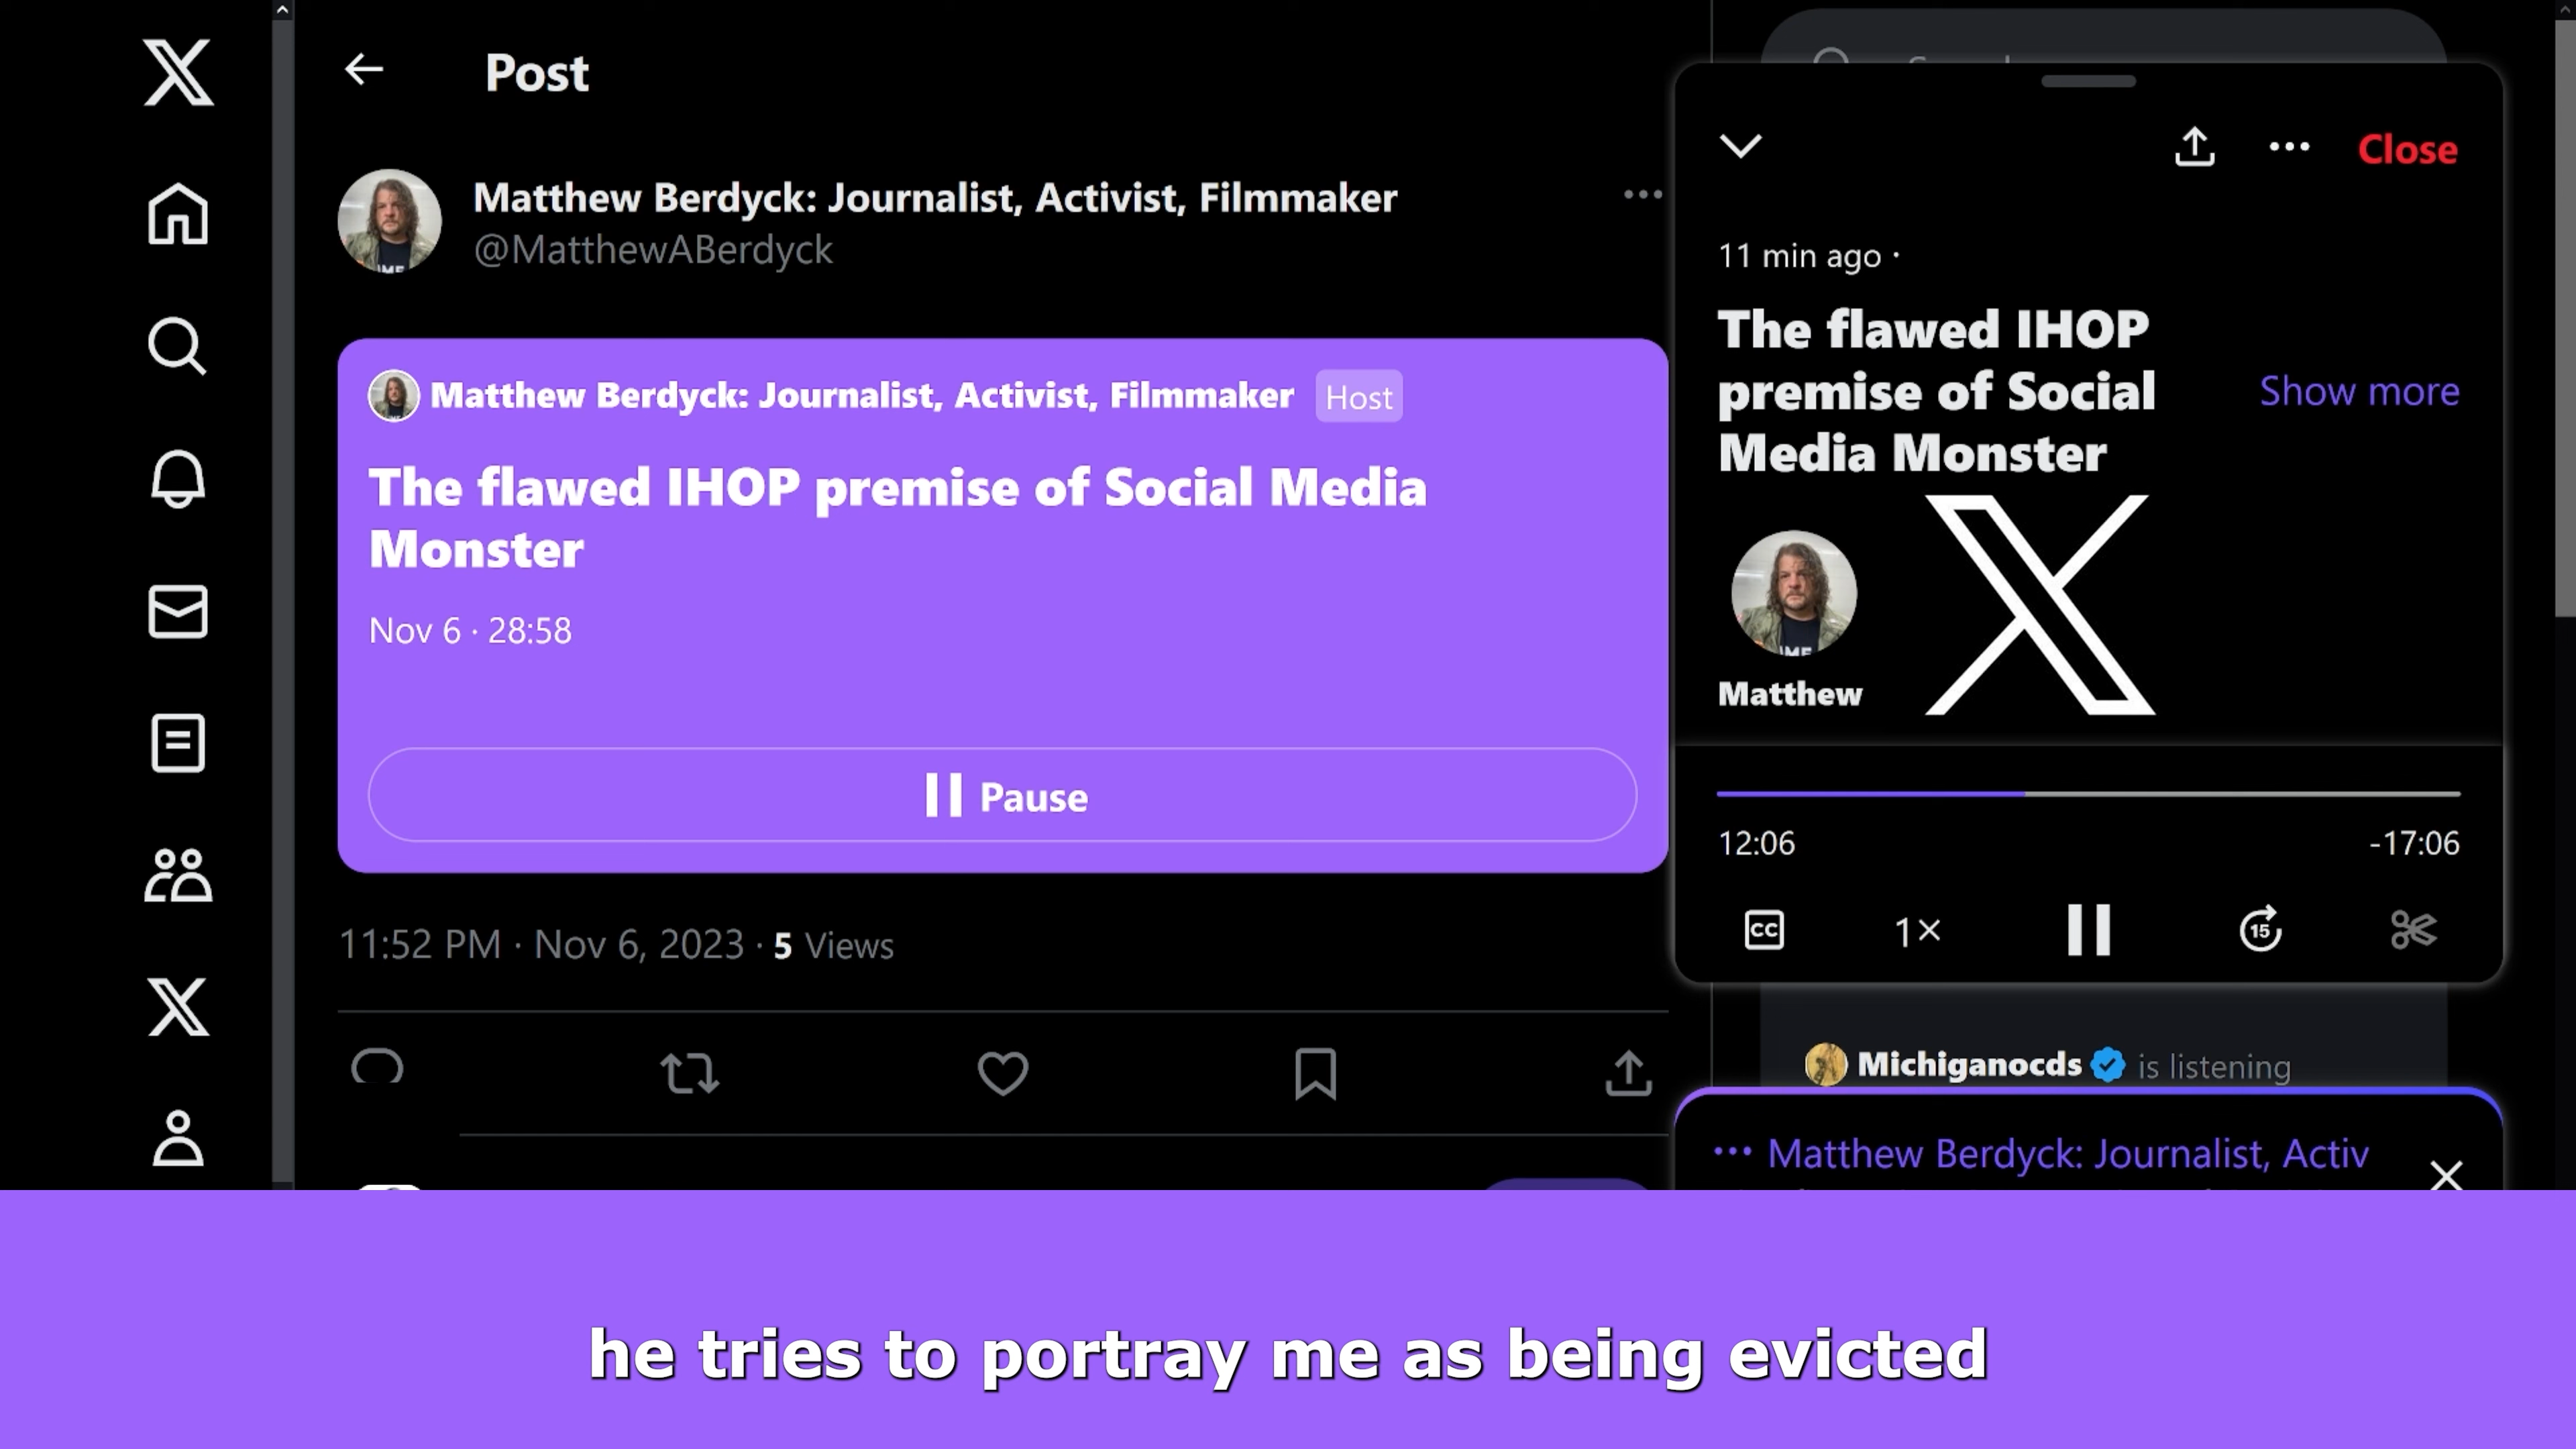 Post
Matthew Berdyck: Journalist, Activist, Filmmaker
@MatthewABerdyck
Matthew Berdyck: Journalist, Activist, Filmmaker Host
The flawed IHOP premise of Social Media
Monster
Nov 6 · 28:58
Pause
11:52 PM · Nov 6, 2023 · 5 Views
Close
11 min ago ·
The flawed IHOP
premise of Social
Media Monster
Show more
Matthew
12:06
-17:06
CC
1×
15
Michiganocds is listening
Matthew Berdyck: Journalist, Activ
he tries to portray me as being evicted